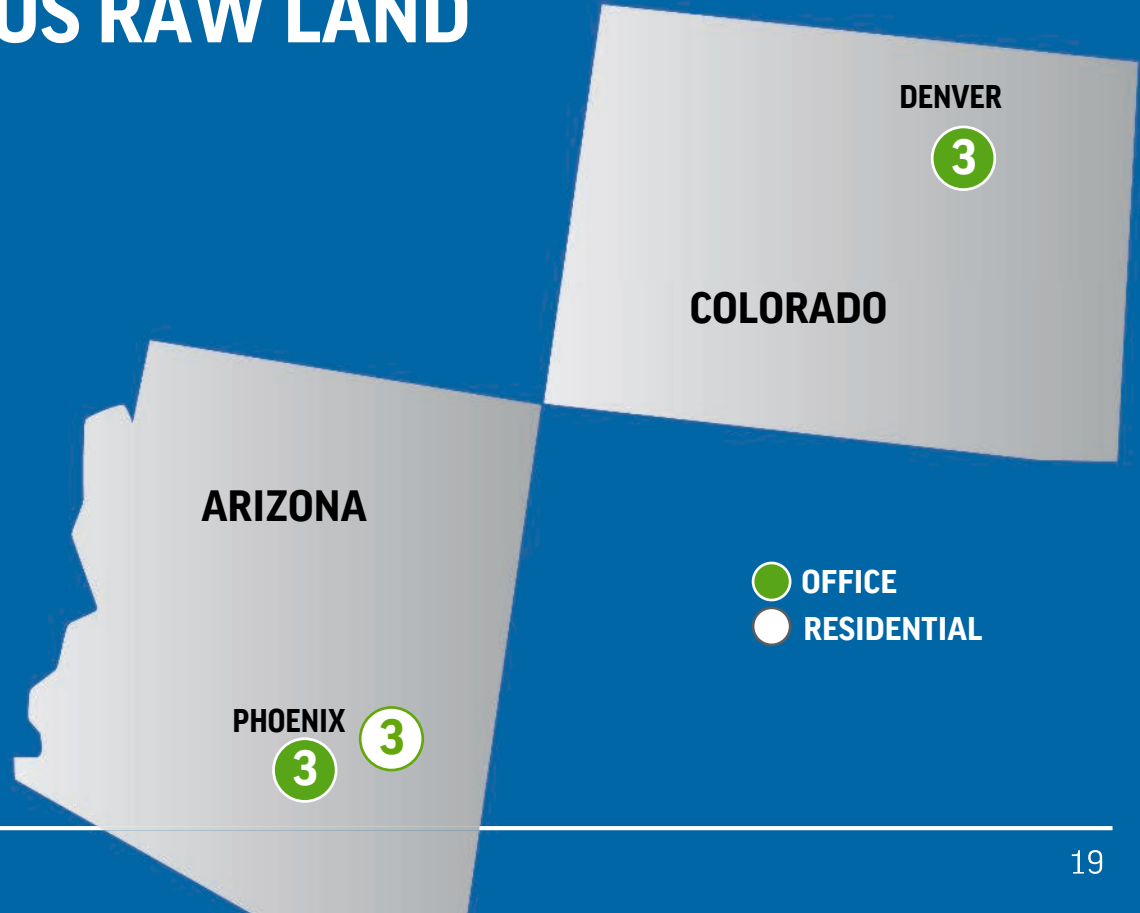 US RAW LAND
DENVER
3
COLORADO
ARIZONA
OFFICE
RESIDENTIAL
PHOENIX
3
3
19